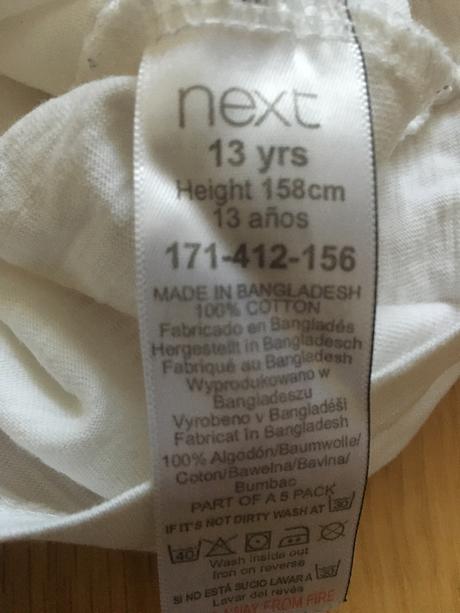 next
13 yrs
Height 158cm
13 años
171-412-156
MADE IN BANGLADESH
100% COTTON
Fabricado en Bangladés
Hergestellt in Bangladesch
Fabriqué au Bangladesh
Wyprodukowano w
Bangladeszu
Vyrobeno v Bangladéši
Fabricat în Bangladesh
100% Algodón/Baumwolle/
Coton/Bawełna/Bavlna/
Bumbac
PART OF A 5 PACK
IF IT'S NOT DIRTY WASH AT 30
40
Wash inside out
Iron on reverse
SI NO ESTÁ SUCIO LAVAR A 30
Lavar del revés
AWAY FROM FIRE